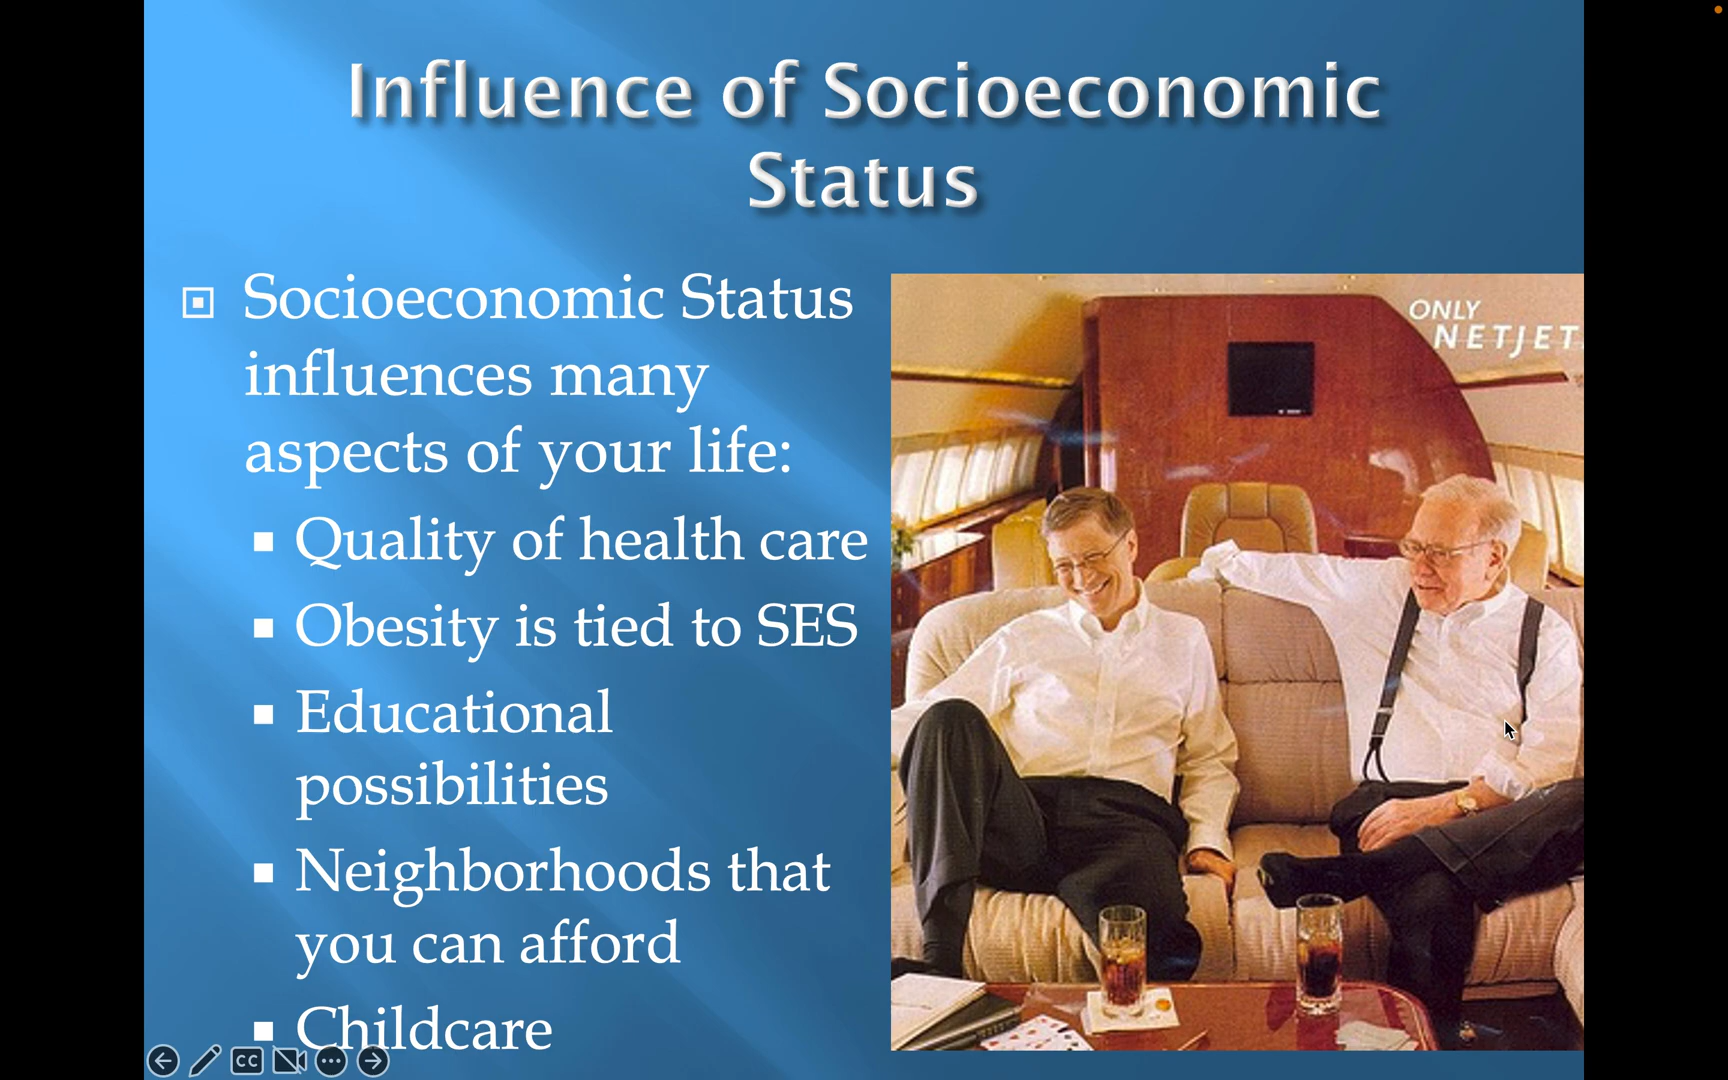 Influence of Socioeconomic
Status
Socioeconomic Status
influences many
aspects of your life:
Quality of health care
Obesity is tied to SES
Educational
possibilities
Neighborhoods that
you can afford
Childcare
ONLY
NETJET
CC